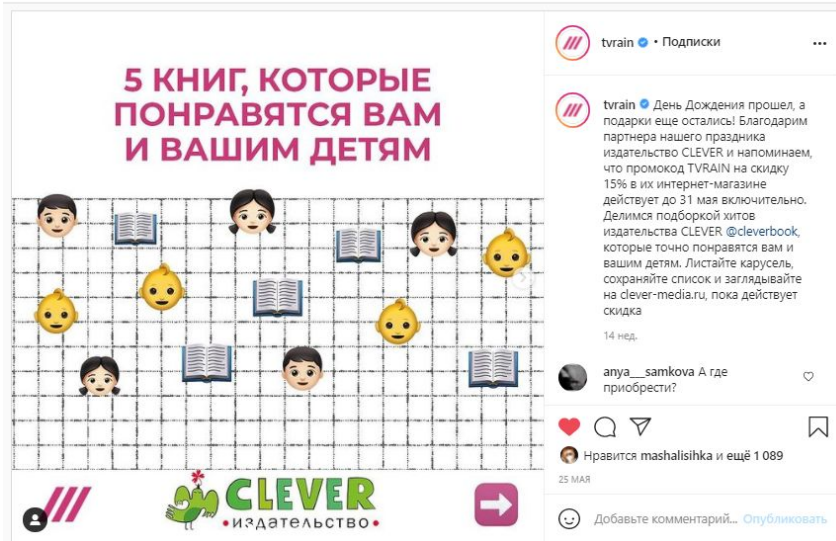 5 КНИГ, КОТОРЫЕ
ПОНРАВЯТСЯ ВАМ
И ВАШИМ ДЕТЯМ
CLEVER
•издательство•
tvrain • Подписки
tvrain День Дождения прошел, а
подарки еще остались! Благодарим
партнера нашего праздника
издательство CLEVER и напоминаем,
что промокод TVRAIN на скидку
15% в их интернет-магазине
действует до 31 мая включительно.
Делимся подборкой хитов
издательства CLEVER @cleverbook,
которые точно понравятся вам и
вашим детям. Листайте карусель,
сохраняйте список и заглядывайте
на clever-media.ru, пока действует
скидка
14 нед.
anya___samkova А где
приобрести?
Нравится mashalisihka и ещё 1 089
25 МАЯ
Добавьте комментарий... Опубликовать